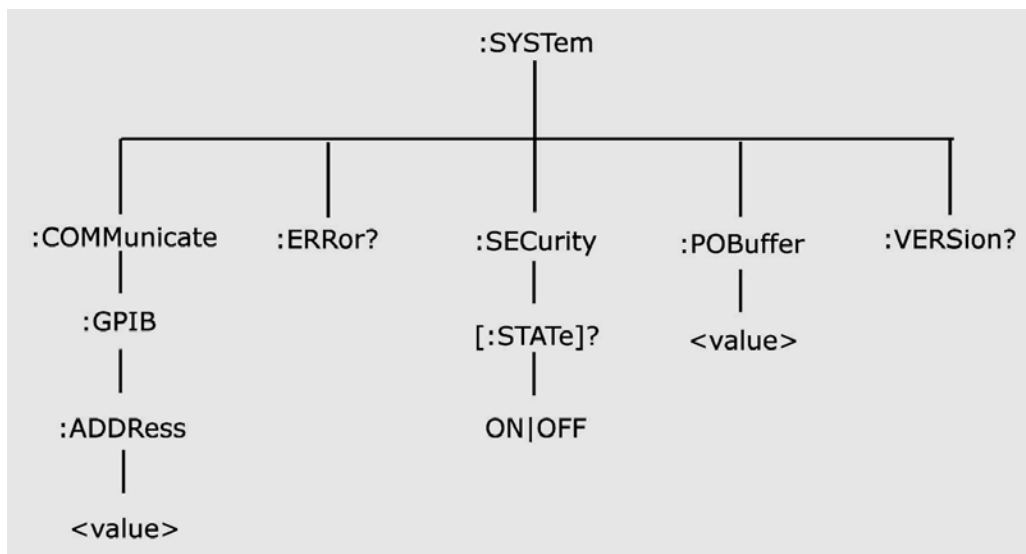 :SYSTem
:COMMunicate :ERRor? :SECurity :POBuffer :VERSion?
:GPIB [:STATe]? <value>
:ADDRess ON|OFF
<value>